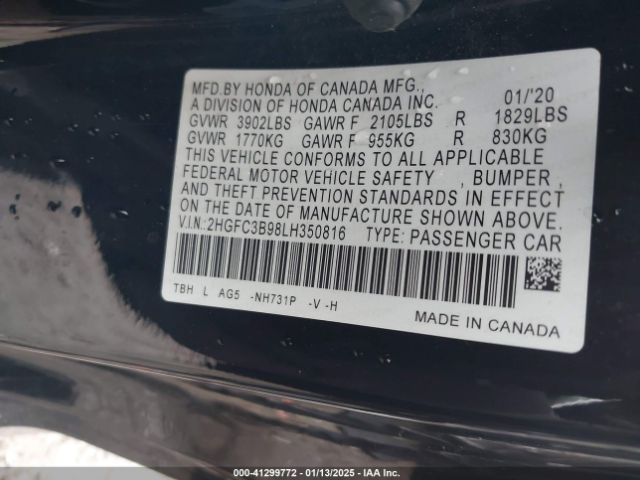 MFD.BY HONDA OF CANADA MFG.,
A DIVISION OF HONDA CANADA INC. 01/'20
GVWR 3902LBS GAWR F 2105LBS R 1829LBS
GVWR 1770KG GAWR F 955KG R 830KG
THIS VEHICLE CONFORMS TO ALL APPLICABLE
FEDERAL MOTOR VEHICLE SAFETY , BUMPER ,
AND THEFT PREVENTION STANDARDS IN EFFECT
ON THE DATE OF MANUFACTURE SHOWN ABOVE.
V.I.N.:2HGFC3B98LH350816 TYPE: PASSENGER CAR
TBH L AG5 -NH731P -V -H
MADE IN CANADA
000-41299772 — 01/13/2025 — IAA Inc.